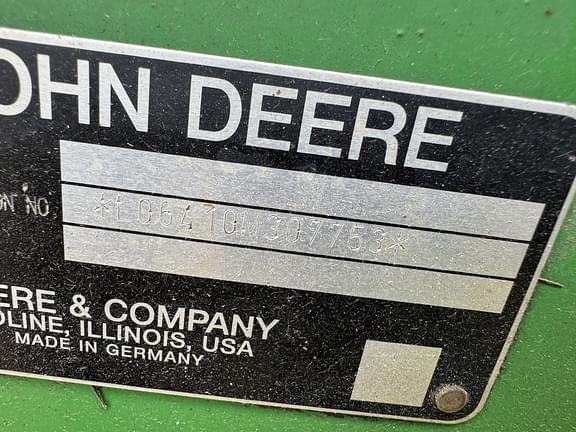 OHN DEERE
ON NO
*L06410M307753*
ERE & COMPANY
OLINE, ILLINOIS, USA
MADE IN GERMANY